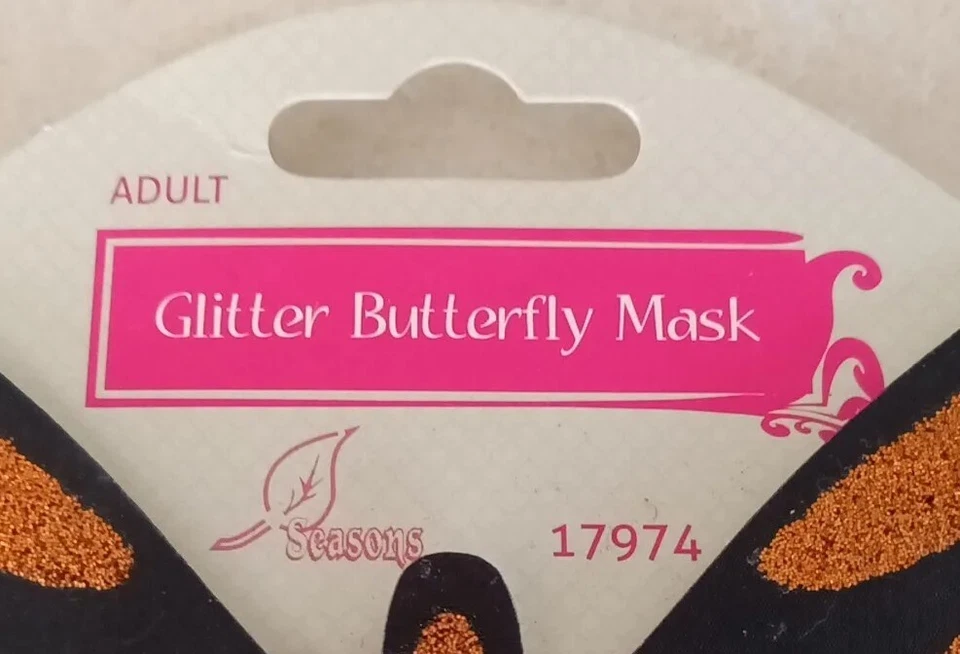 ADULT
Glitter Butterfly Mask
Seasons
17974